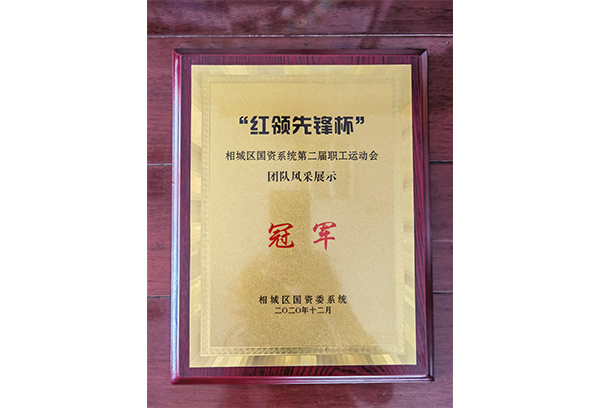 “红领先锋杯”
相城区国资系统第二届职工运动会
团队风采展示
冠军
相城区国资委系统
二〇二〇年十二月